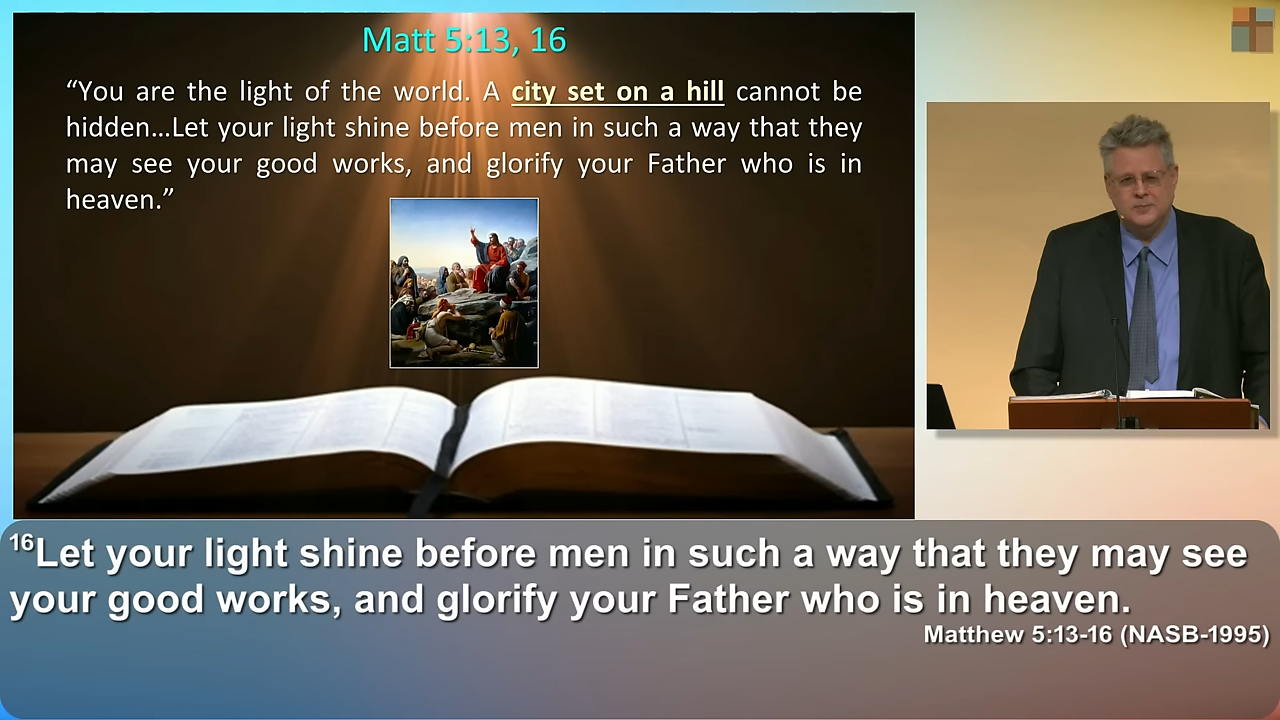 Matt 5:13, 16
“You are the light of the world. A city set on a hill cannot be
hidden…Let your light shine before men in such a way that they
may see your good works, and glorify your Father who is in
heaven.”
16Let your light shine before men in such a way that they may see
your good works, and glorify your Father who is in heaven.
Matthew 5:13-16 (NASB-1995)